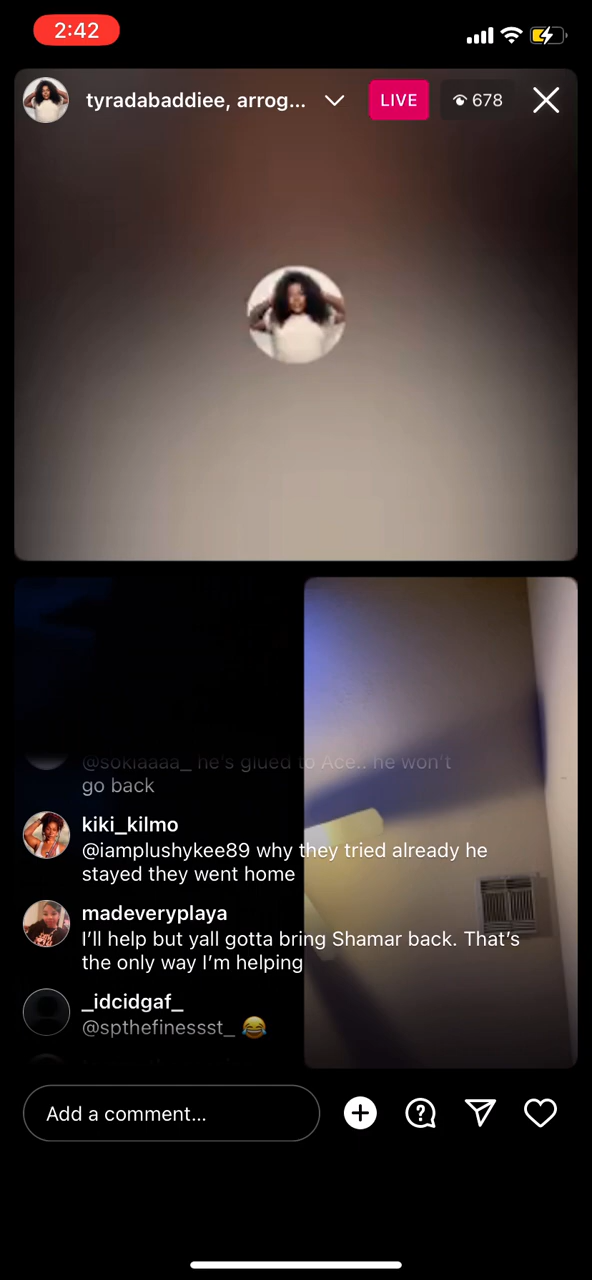 2:42
tyradabaddiee, arrog...
LIVE
678
@sokiaaaa_ he's glued to Ace.. he won't
go back
kiki_kilmo
@iamplushykee89 why they tried already he
stayed they went home
madeveryplaya
I'll help but yall gotta bring Shamar back. That's
the only way I'm helping
_idcidgaf_
@spthefinessst_ 😂
Add a comment...